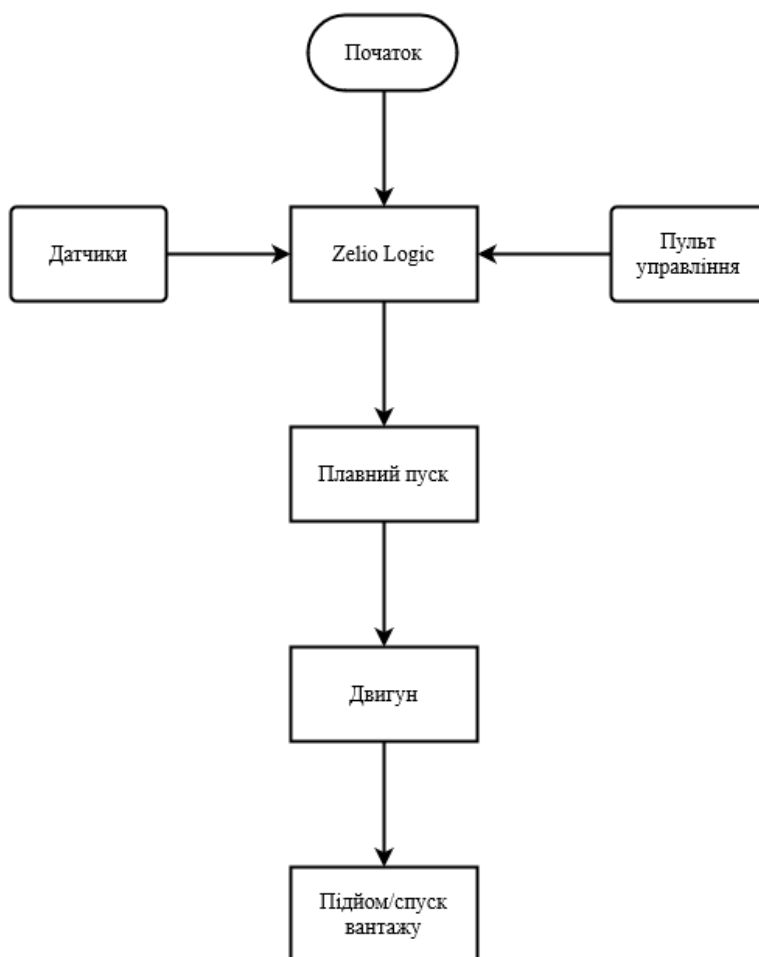 Початок
Датчики
Zelio Logic
Пульт
управління
Плавний пуск
Двигун
Підйом/спуск
вантажу